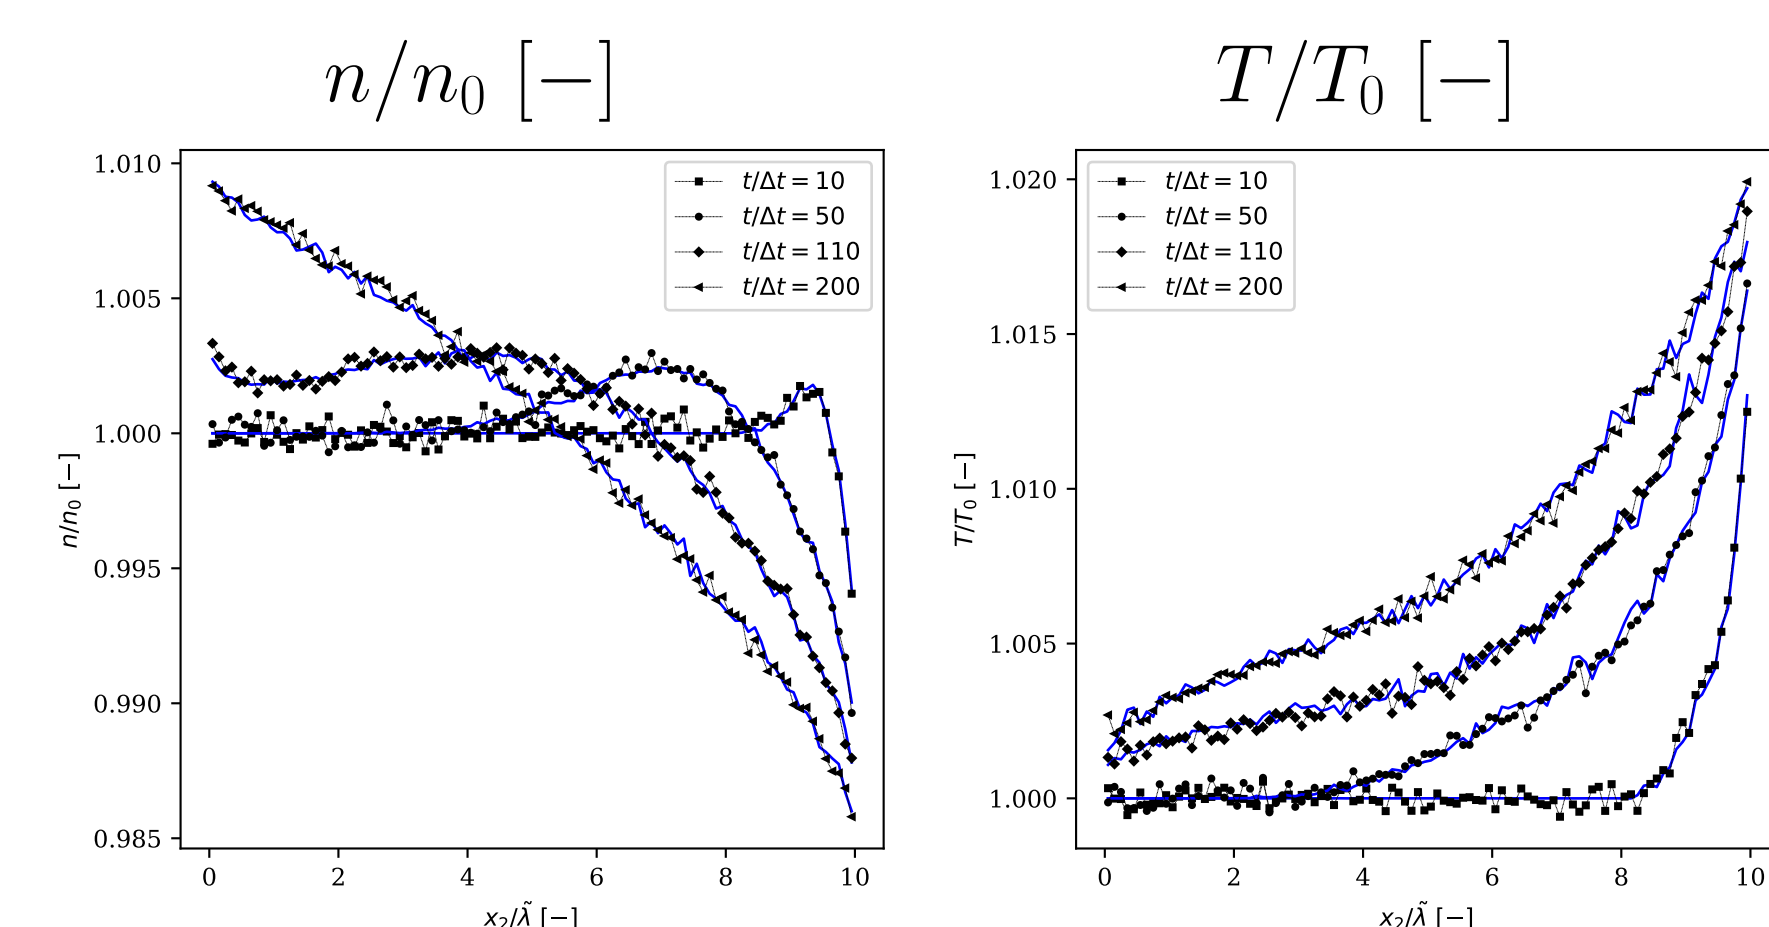 n/n₀ [−]
T/T₀ [−]
1.010
1.005
1.000
0.995
0.990
0.985
n/n₀ [−]
t/Δt = 10
t/Δt = 50
t/Δt = 110
t/Δt = 200
0 2 4 6 8 10
x₂/λ̃ [−]
1.020
1.015
1.010
1.005
1.000
T/T₀ [−]
t/Δt = 10
t/Δt = 50
t/Δt = 110
t/Δt = 200
0 2 4 6 8 10
x₂/λ̃ [−]